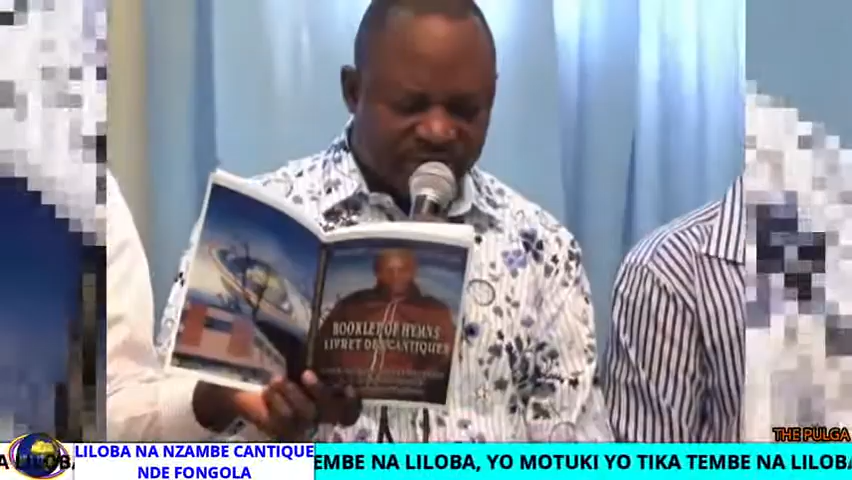 BOOKLET OF HYMNS
LIVRET DES CANTIQUES
THE PULGA
LILOBA NA NZAMBE CANTIQUE
NDE FONGOLA
EMBE NA LILOBA, YO MOTUKI YO TIKA TEMBE NA LILOBA